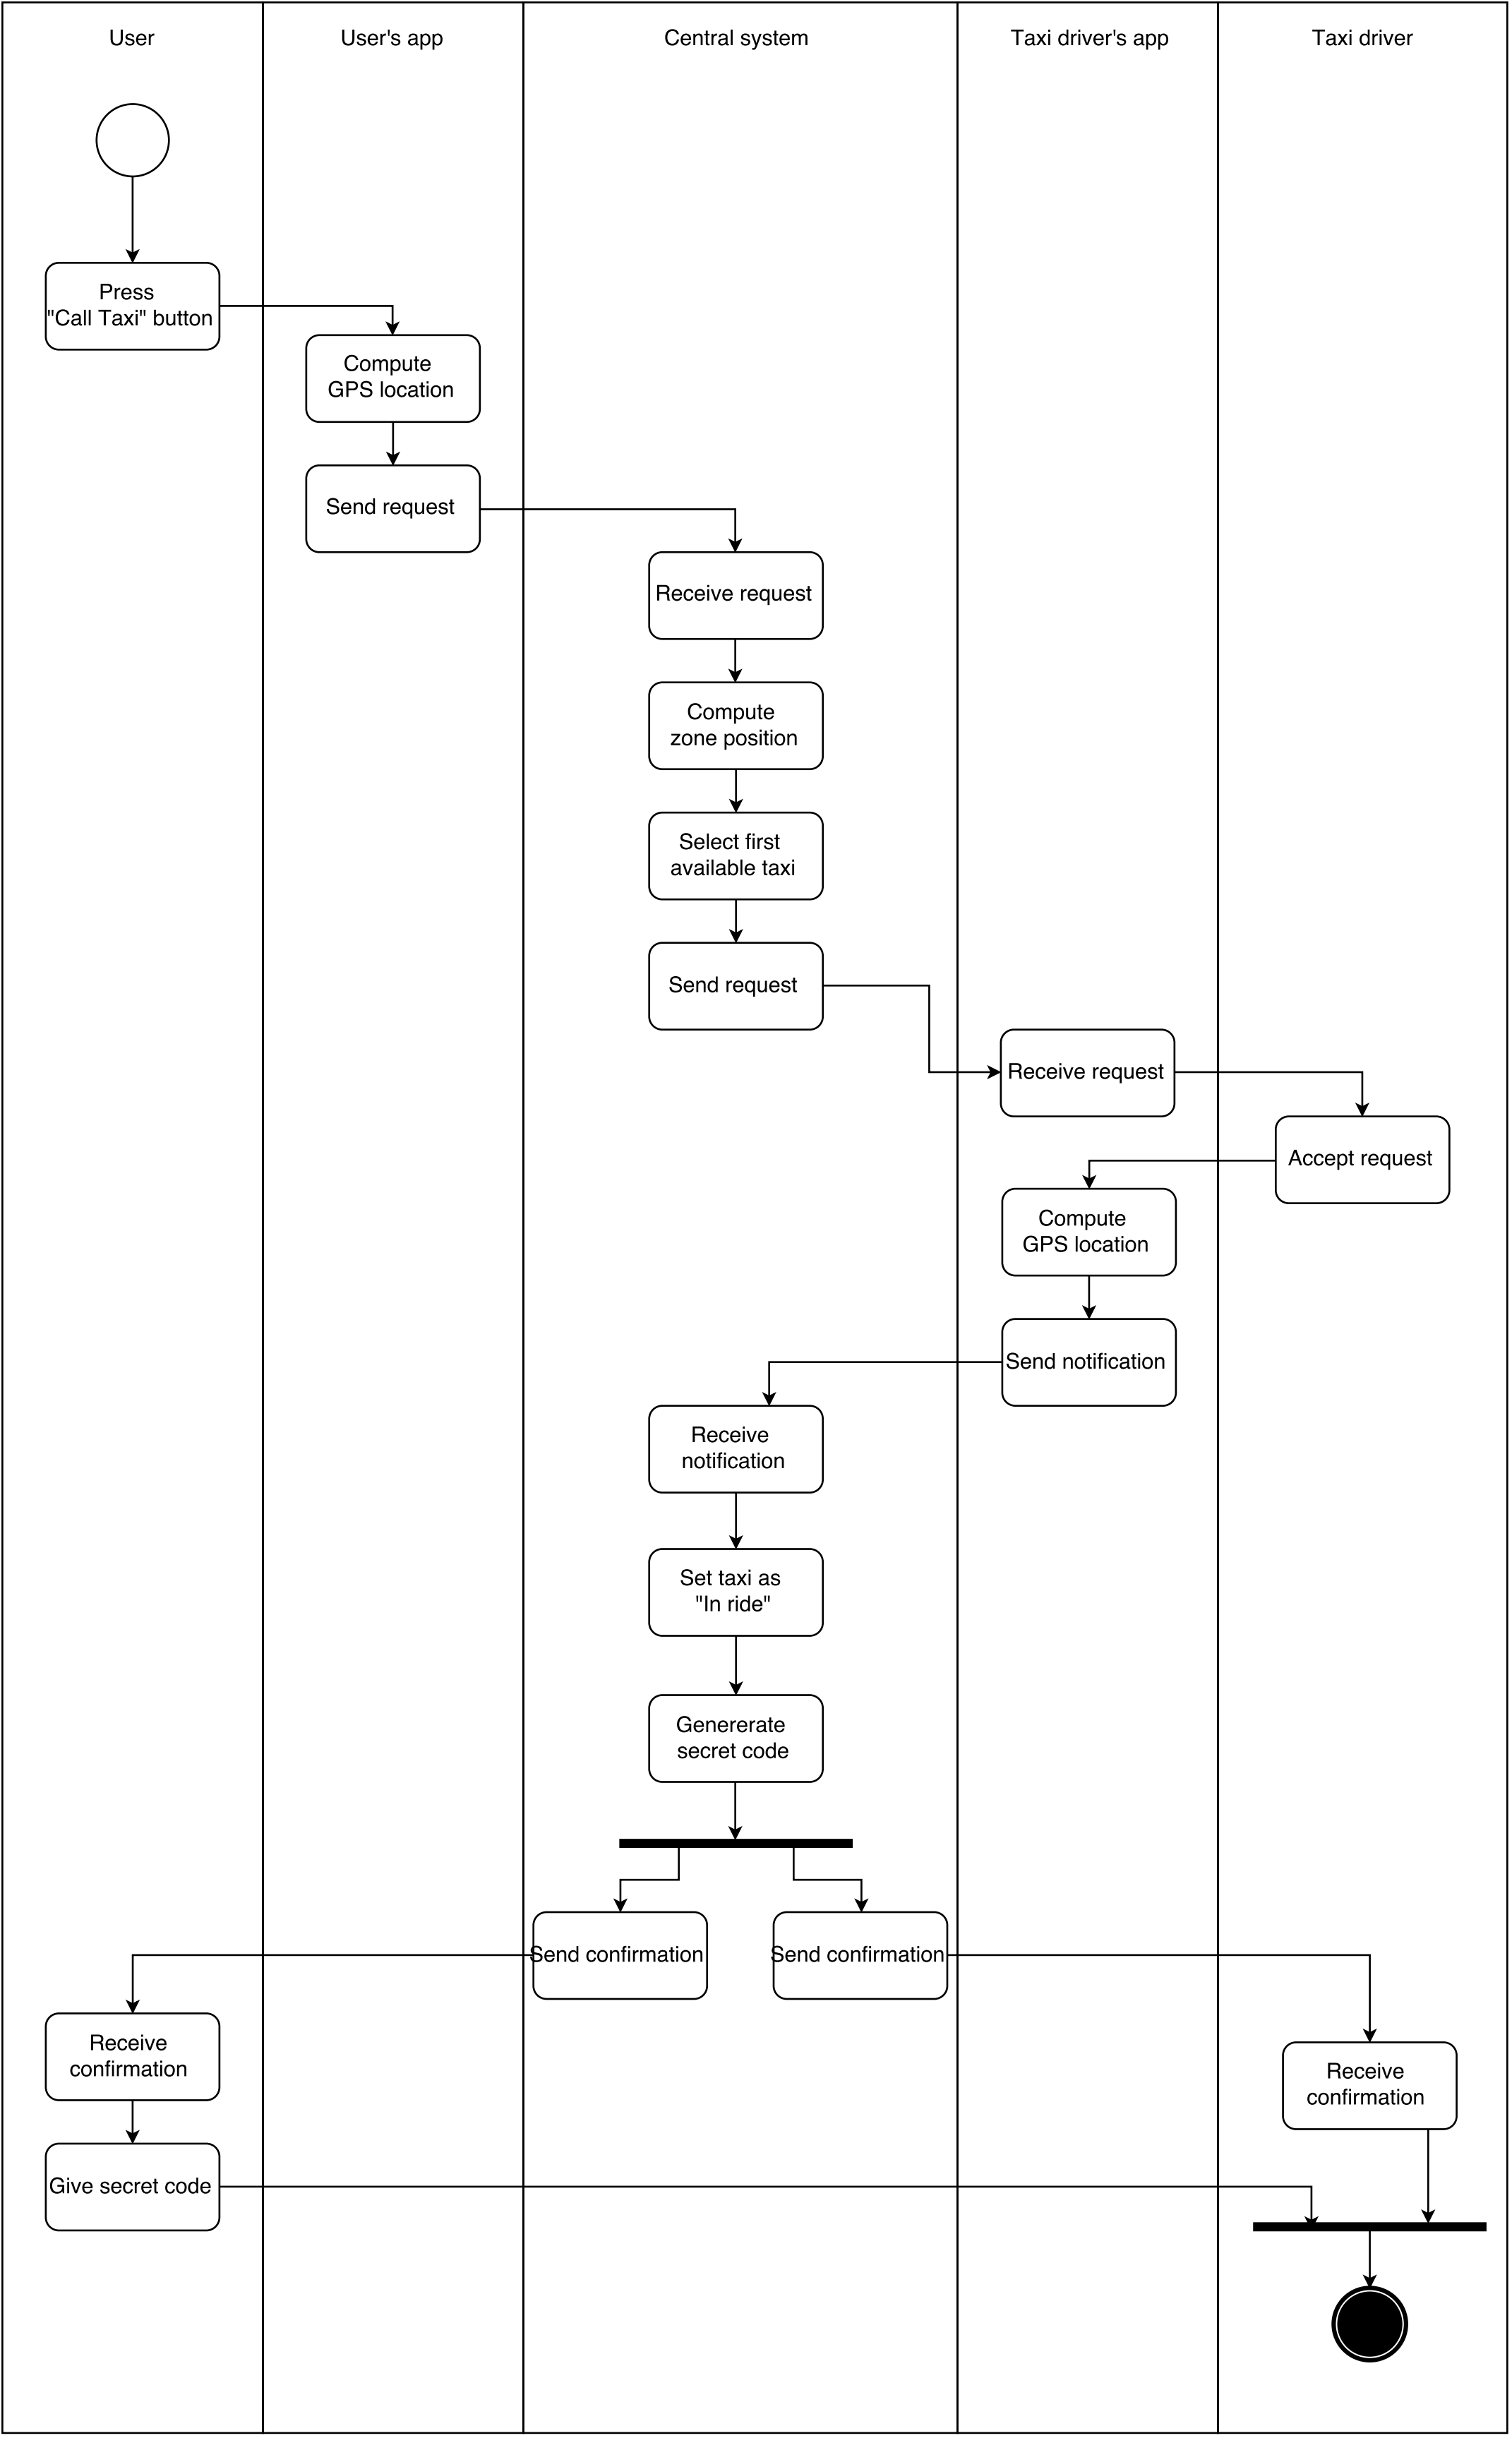 User
User's app
Central system
Taxi driver's app
Taxi driver
Press
"Call Taxi" button
Compute
GPS location
Send request
Receive request
Compute
zone position
Select first
available taxi
Send request
Receive request
Accept request
Compute
GPS location
Send notification
Receive
notification
Set taxi as
"In ride"
Genererate
secret code
Send confirmation
Send confirmation
Receive
confirmation
Receive
confirmation
Give secret code